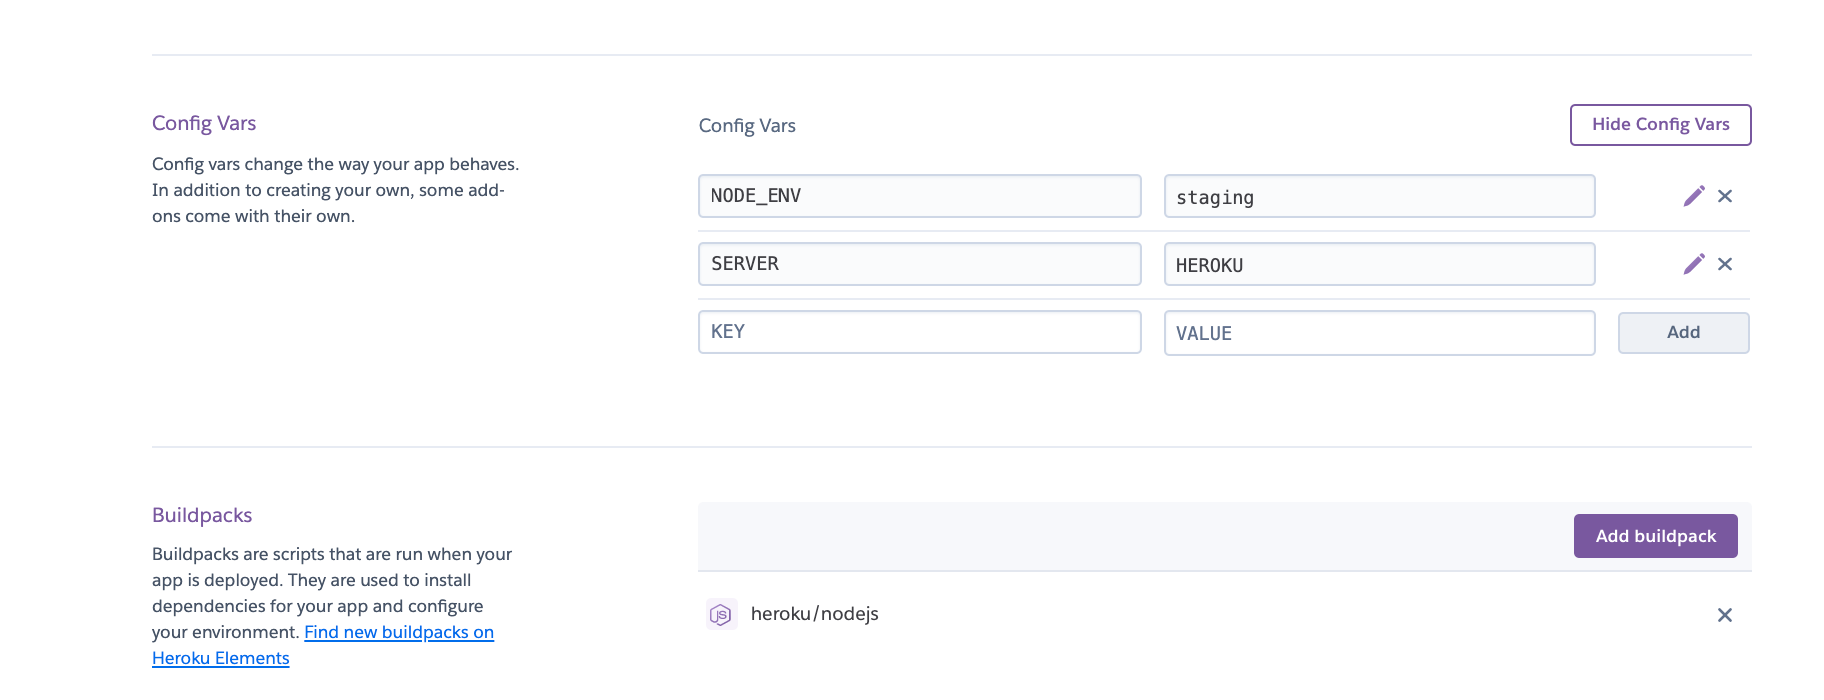 Config Vars
Config vars change the way your app behaves.
In addition to creating your own, some add-
ons come with their own.
Config Vars
Hide Config Vars
NODE_ENV
staging
SERVER
HEROKU
KEY
VALUE
Add
Buildpacks
Buildpacks are scripts that are run when your
app is deployed. They are used to install
dependencies for your app and configure
your environment. Find new buildpacks on
Heroku Elements
Add buildpack
JS
heroku/nodejs